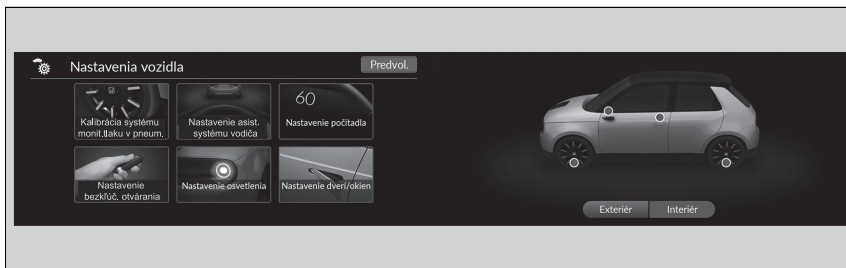 Nastavenia vozidla
Predvol.
Kalibrácia systému
monit.tlaku v pneum.
Nastavenie asist.
systému vodiča
60
Nastavenie počítadla
Nastavenie
bezkľúč. otvárania
Nastavenie osvetlenia
Nastavenie dverí/okien
Exteriér
Interiér